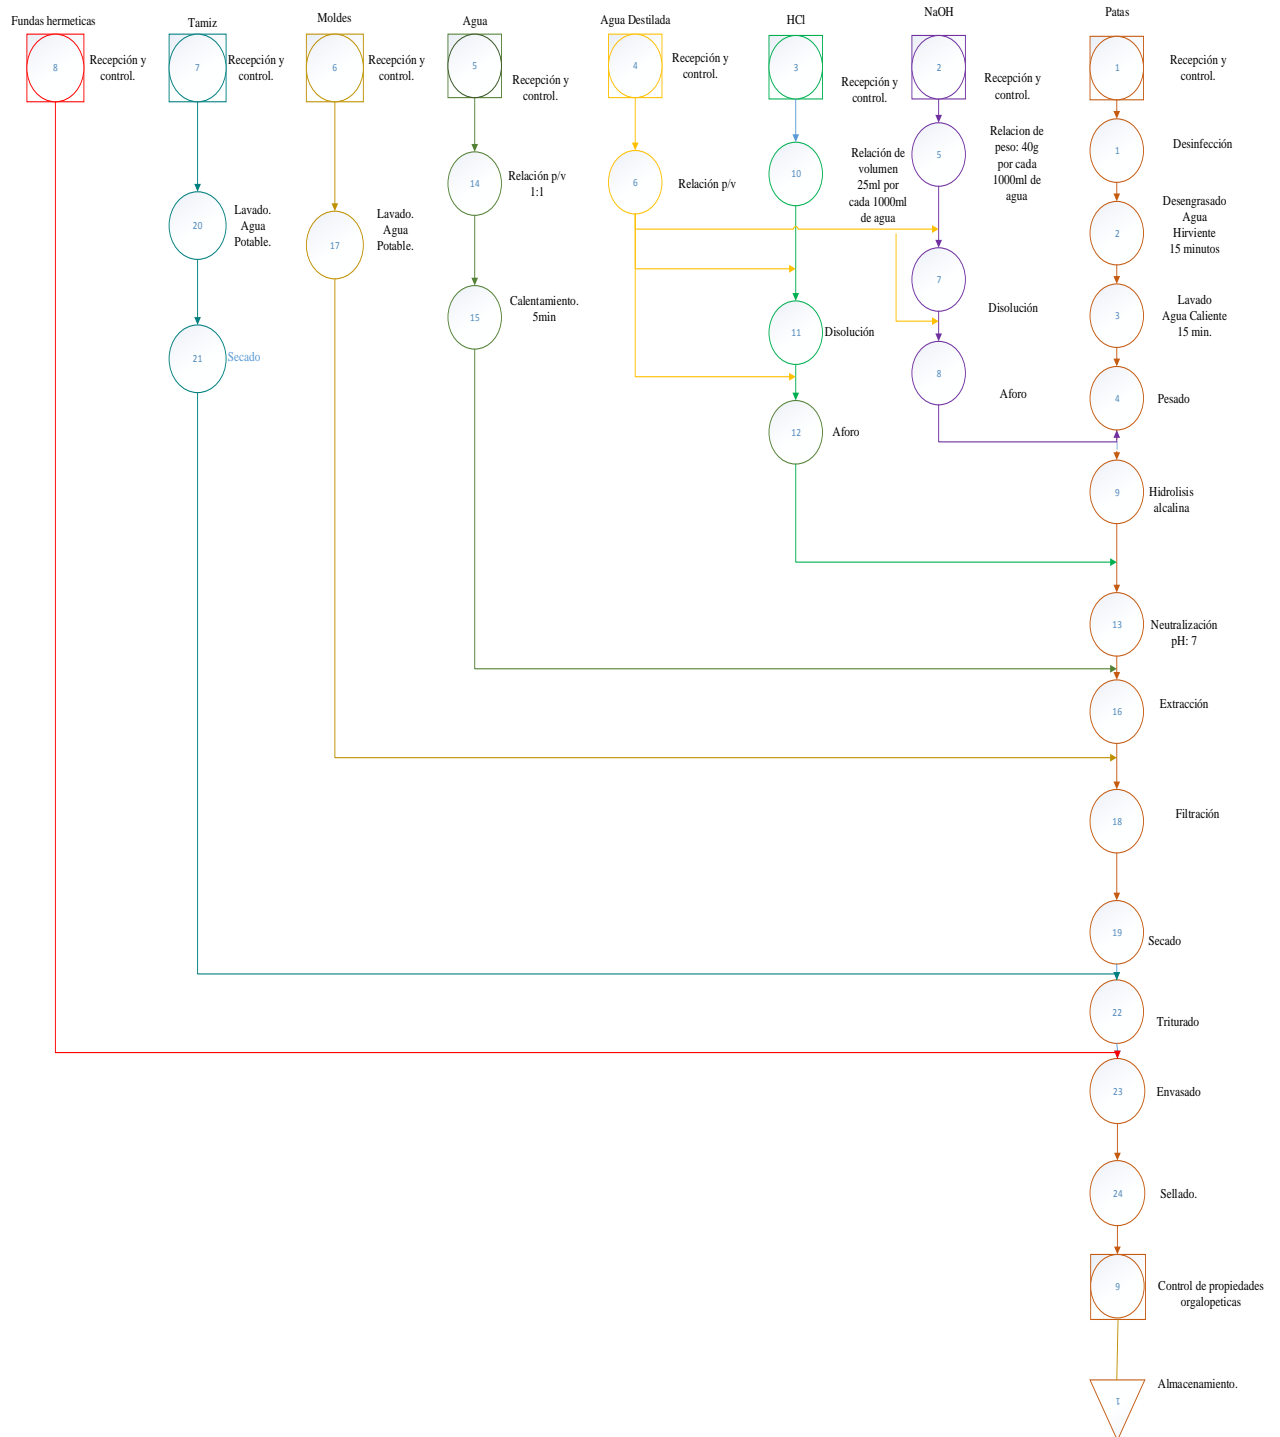 Fundas hermeticas
8
Recepción y
control.
Tamiz
7
Recepción y
control.
20
Lavado.
Agua
Potable.
21
Secado
Moldes
6
Recepción y
control.
17
Lavado.
Agua
Potable.
Agua
5
Recepción y
control.
14
Relación p/v
1:1
15
Calentamiento.
5min
Agua Destilada
4
Recepción y
control.
6
Relación p/v
HCl
3
Recepción y
control.
10
Relación de
volumen
25ml por
cada 1000ml
de agua
11
Disolución
12
Aforo
NaOH
2
Recepción y
control.
5
Relacion de
peso: 40g
por cada
1000ml de
agua
7
Disolución
8
Aforo
Patas
1
Recepción y
control.
1
Desinfección
2
Desengrasado
Agua
Hirviente
15 minutos
3
Lavado
Agua Caliente
15 min.
4
Pesado
9
Hidrolisis
alcalina
13
Neutralización
pH: 7
16
Extracción
18
Filtración
19
Secado
22
Triturado
23
Envasado
24
Sellado.
9
Control de propiedades
orgalopeticas
1
Almacenamiento.